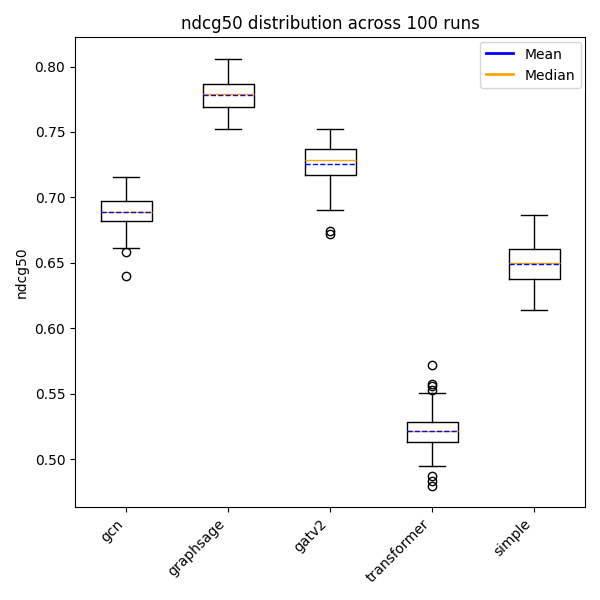 ndcg50 distribution across 100 runs
Mean
Median
ndcg50
0.80
0.75
0.70
0.65
0.60
0.55
0.50
gcn
graphsage
gatv2
transformer
simple